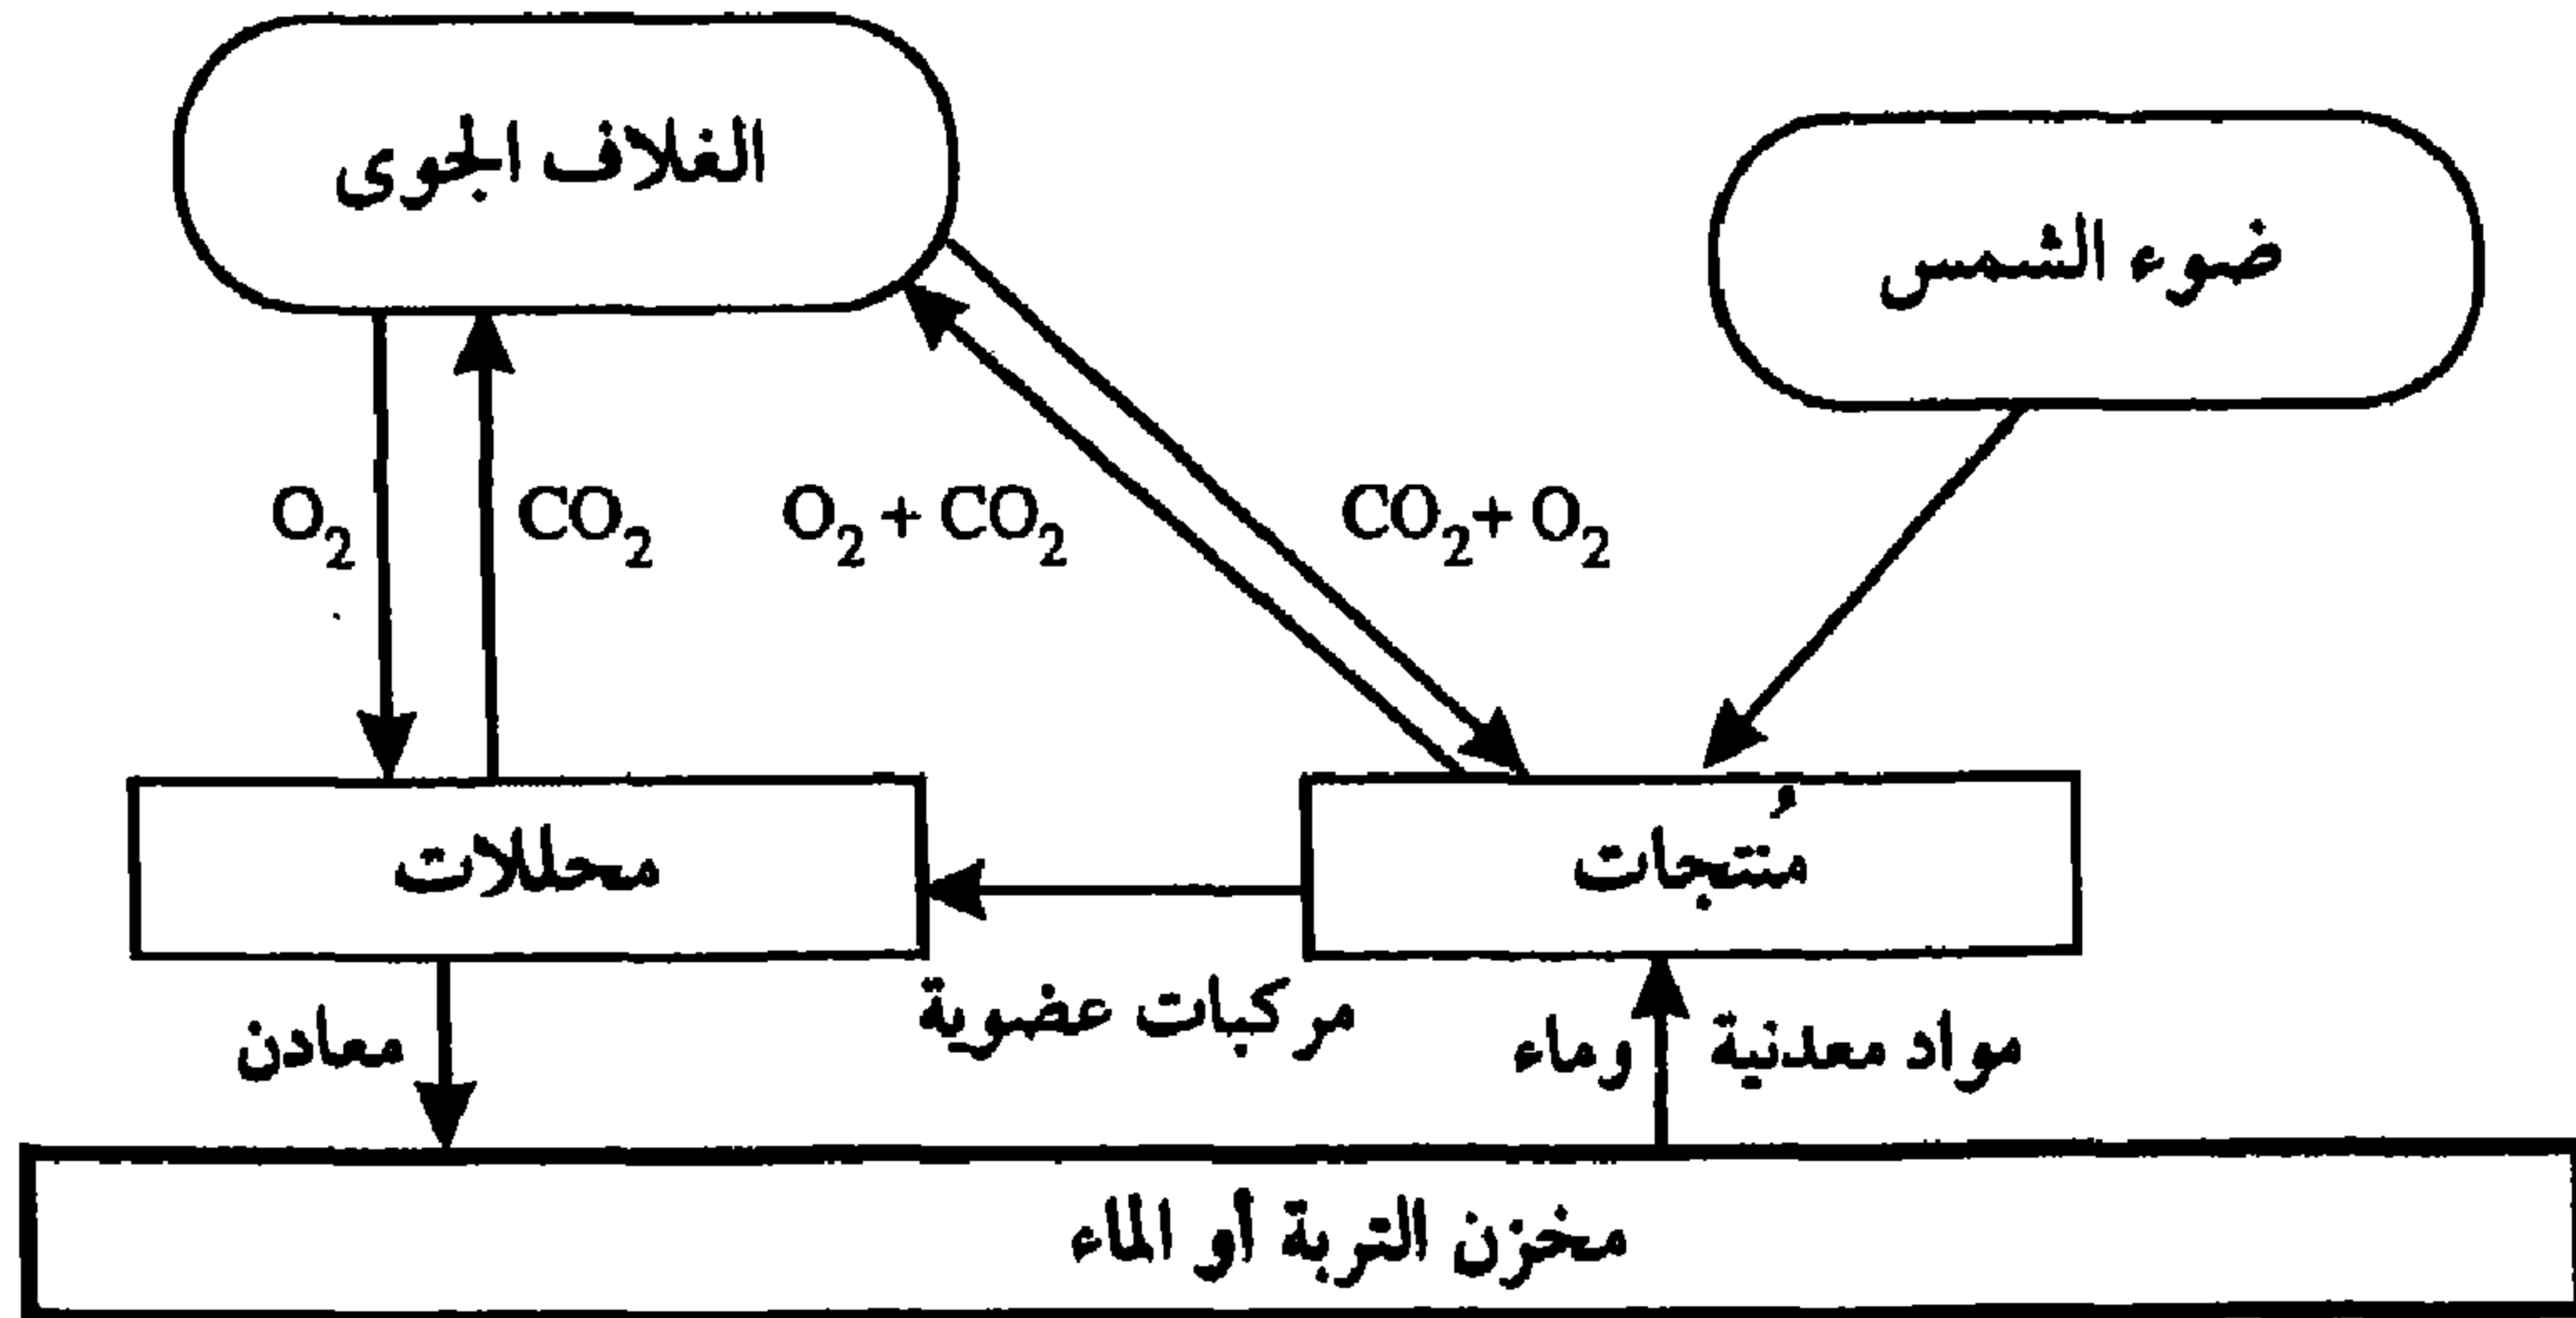 الغلاف الجوى
ضوء الشمس
O₂
CO₂
O₂ + CO₂
CO₂ + O₂
مُنتجات
محللات
مركبات عضوية
مواد معدنية وماء
معادن
مخزن التربة أو الماء